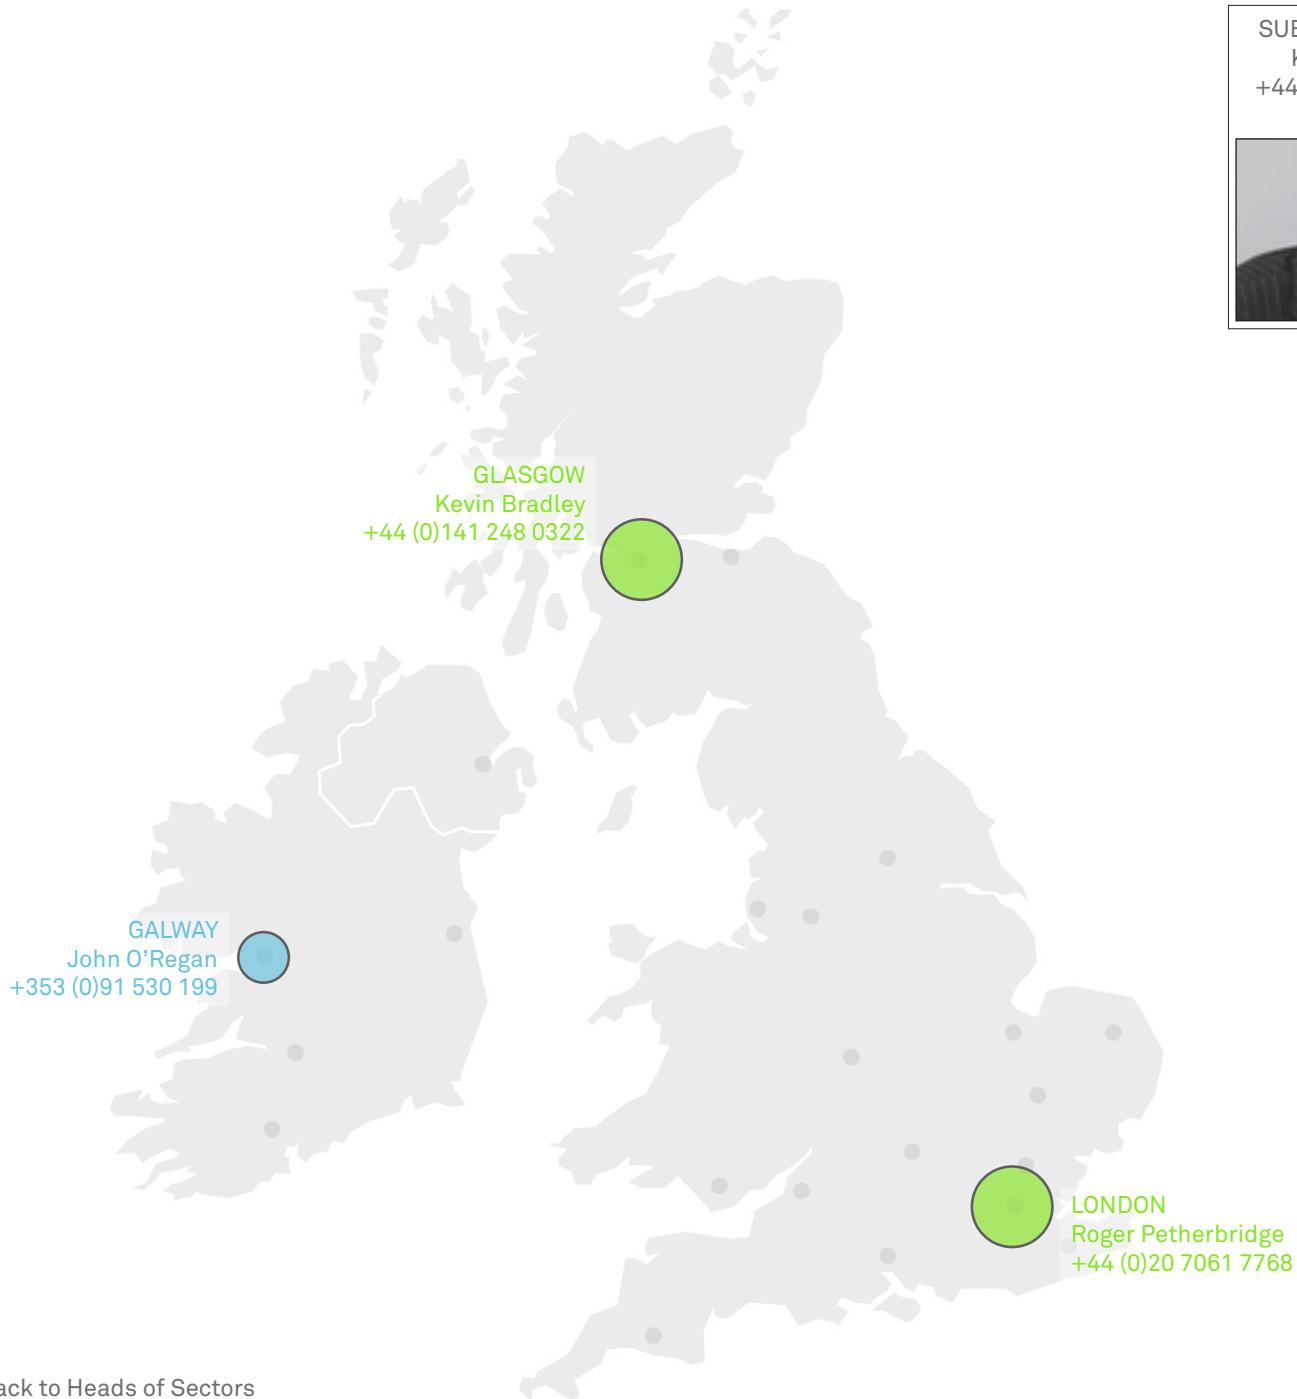 +44
GLASGOW
Kevin Bradley
+44 (0)141 248 0322
GALWAY
John O’Regan
+353 (0)91 530 199
LONDON
Roger Petherbridge
+44 (0)20 7061 7768
to Heads of Sectors